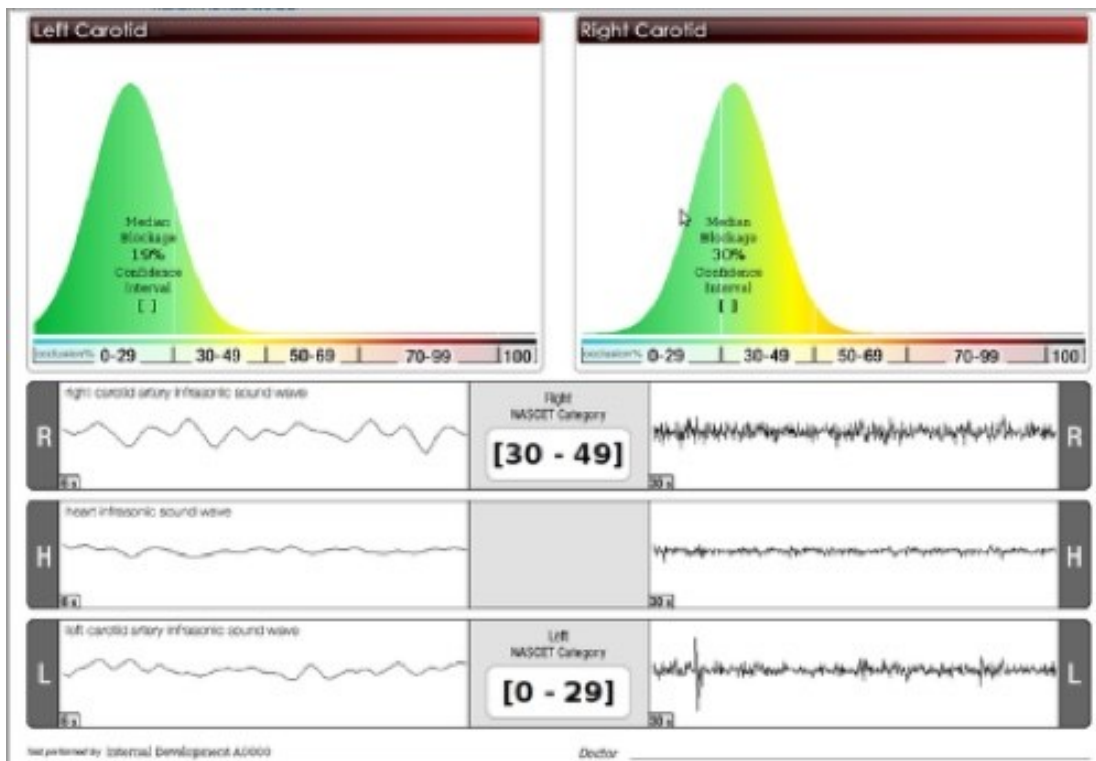 Left Carotid
Right Carotid
Median
Blockage
19%
Confidence
Interval
[ ]
Median
Blockage
30%
Confidence
Interval
[ ]
occlusion% 0-29 30-49 50-69 70-99 100
occlusion% 0-29 30-49 50-69 70-99 100
R
right carotid artery infrasonic sound wave
6 s
Right
NASCET Category
[30 - 49]
30 s
R
H
heart infrasonic sound wave
6 s
30 s
H
L
left carotid artery infrasonic sound wave
6 s
Left
NASCET Category
[0 - 29]
30 s
L
Test performed by Internal Development A0000
Doctor